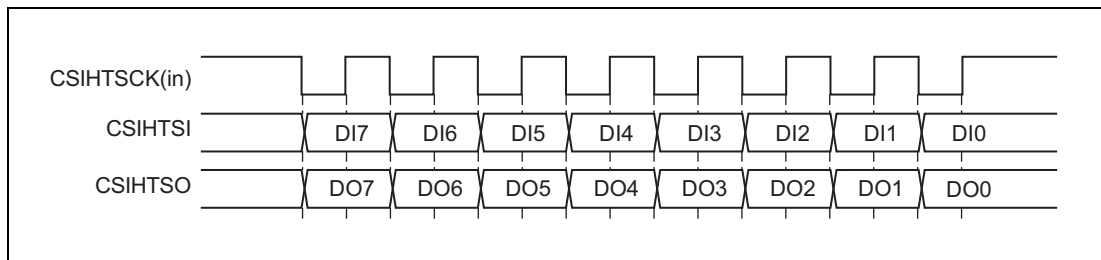 CSIHTSCK(in)
CSIHTSI DI7 DI6 DI5 DI4 DI3 DI2 DI1 DI0
CSIHTSO DO7 DO6 DO5 DO4 DO3 DO2 DO1 DO0